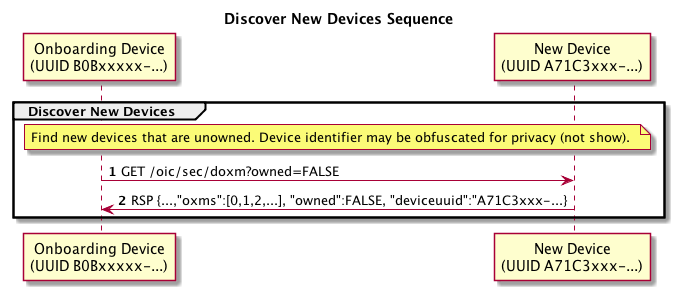 Discover New Devices Sequence
Onboarding Device
(UUID B0Bxxxxx-...)
New Device
(UUID A71C3xxx-...)
Discover New Devices
Find new devices that are unowned. Device identifier may be obfuscated for privacy (not show).
1 GET /oic/sec/doxm?owned=FALSE
2 RSP {...,"oxms":[0,1,2,...], "owned":FALSE, "deviceuuid":"A71C3xxx-...}
Onboarding Device
(UUID B0Bxxxxx-...)
New Device
(UUID A71C3xxx-...)